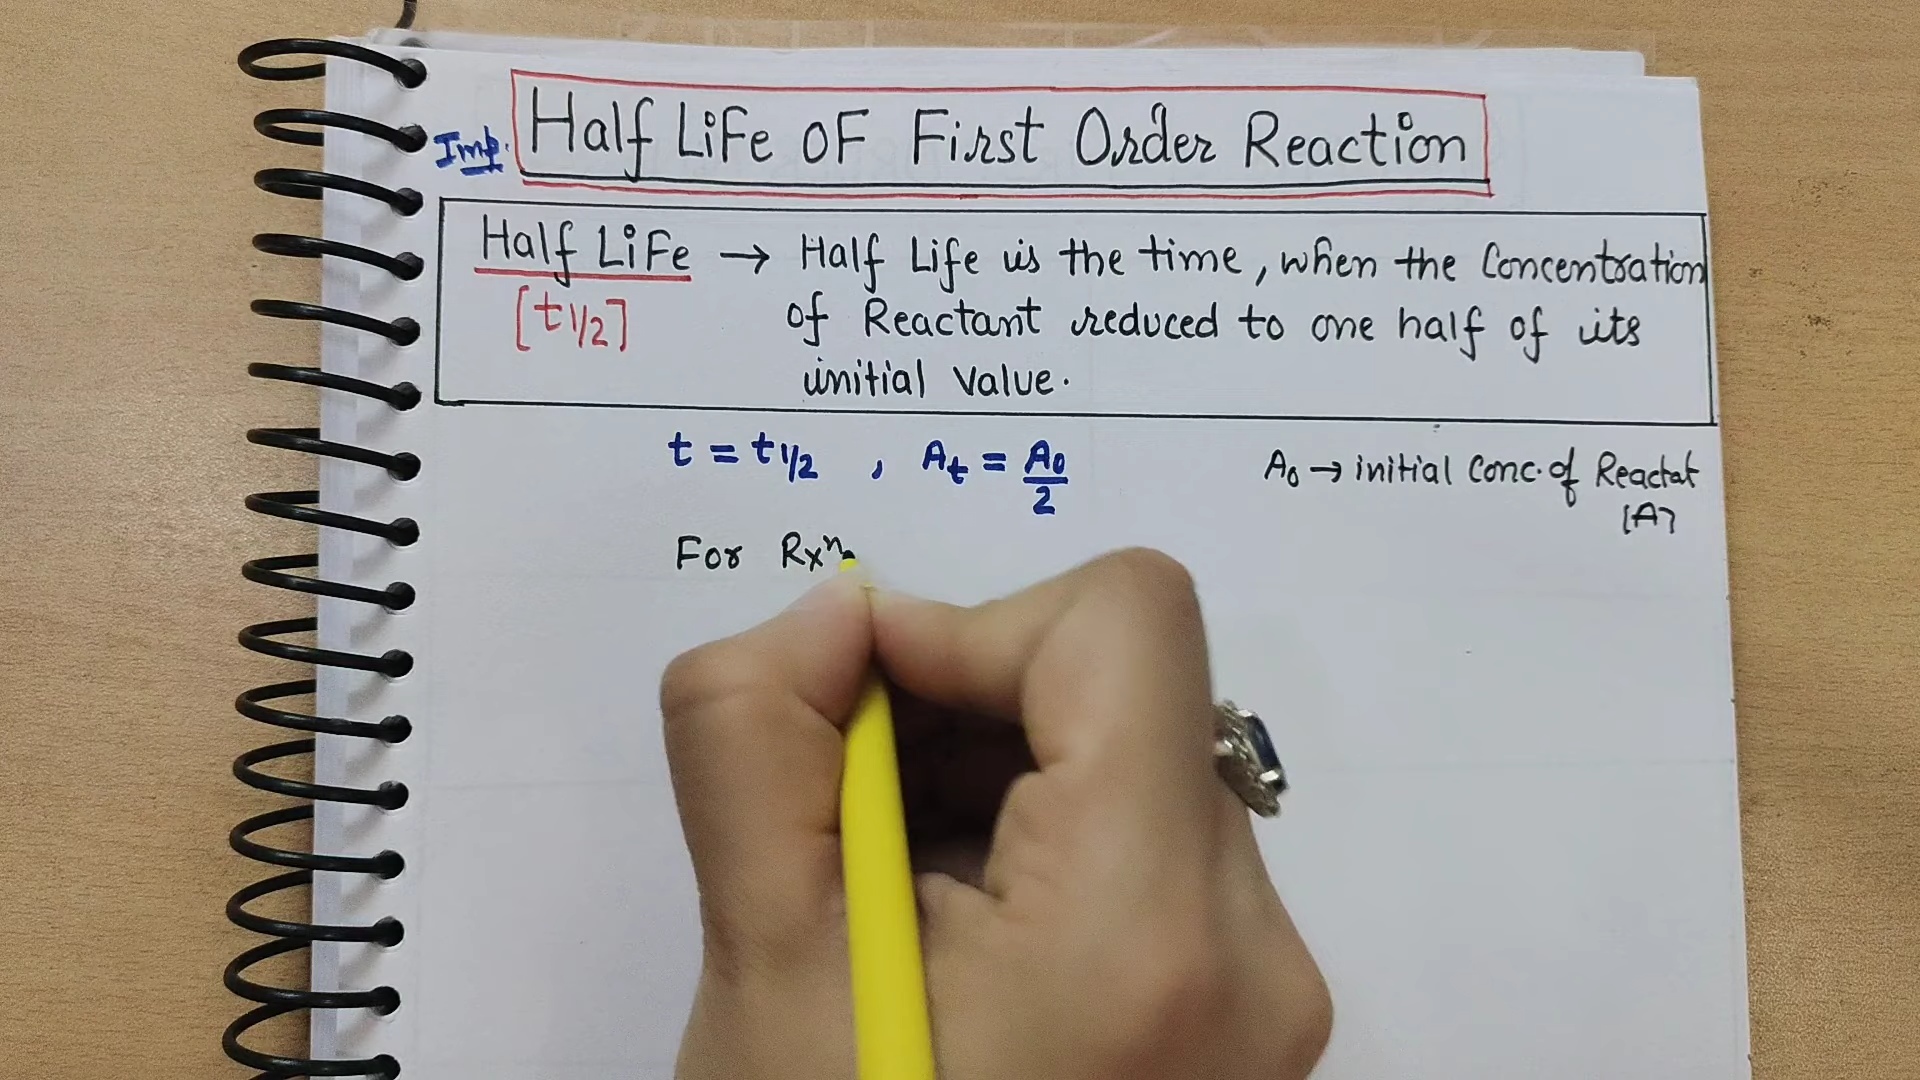 Imp. Half LiFe OF First Order Reaction
Half LiFe → Half Life is the time, when the Concentration
[t1/2] of Reactant reduced to one half of its
initial Value.
t = t1/2 , At = A0/2 A0 → initial Conc. of Reactat
[A]
For Rxn